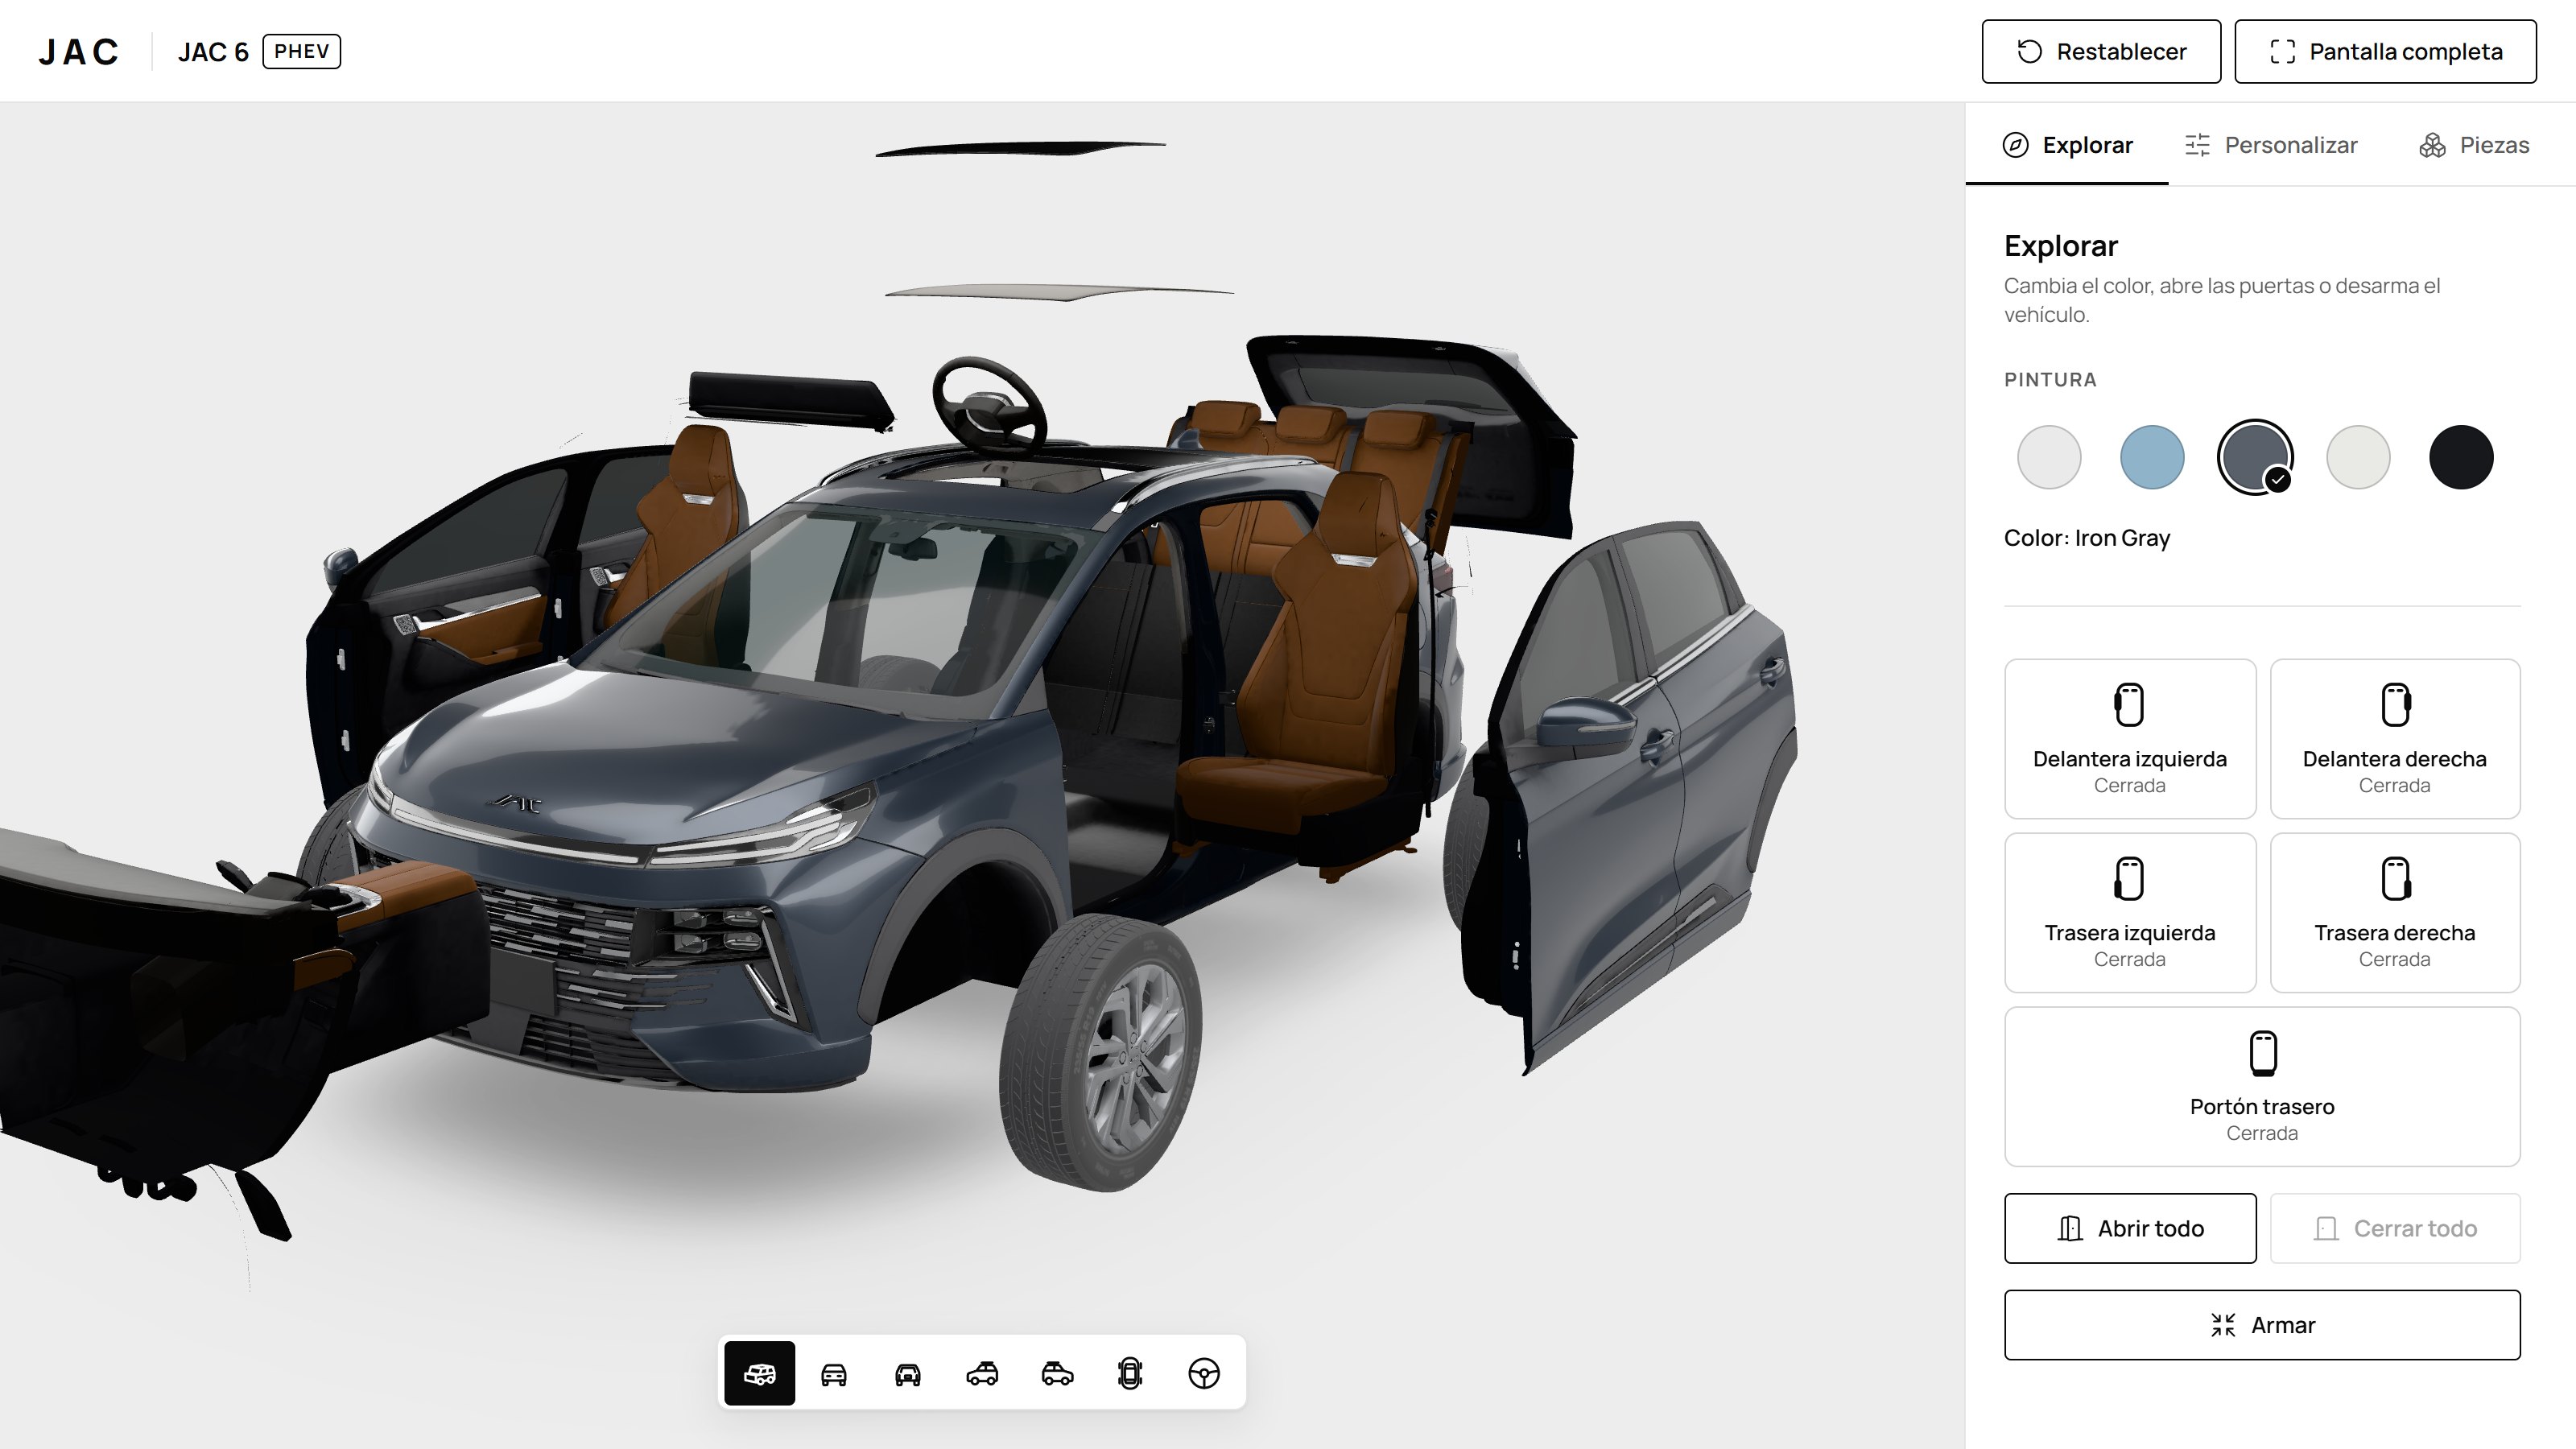 JAC
JAC 6
PHEV
Restablecer
Pantalla completa
Explorar
Personalizar
Piezas
Explorar
Cambia el color, abre las puertas o desarma el
vehículo.
PINTURA
Color: Iron Gray
Delantera izquierda
Cerrada
Delantera derecha
Cerrada
Trasera izquierda
Cerrada
Trasera derecha
Cerrada
Portón trasero
Cerrada
Abrir todo
Cerrar todo
Armar
JAC